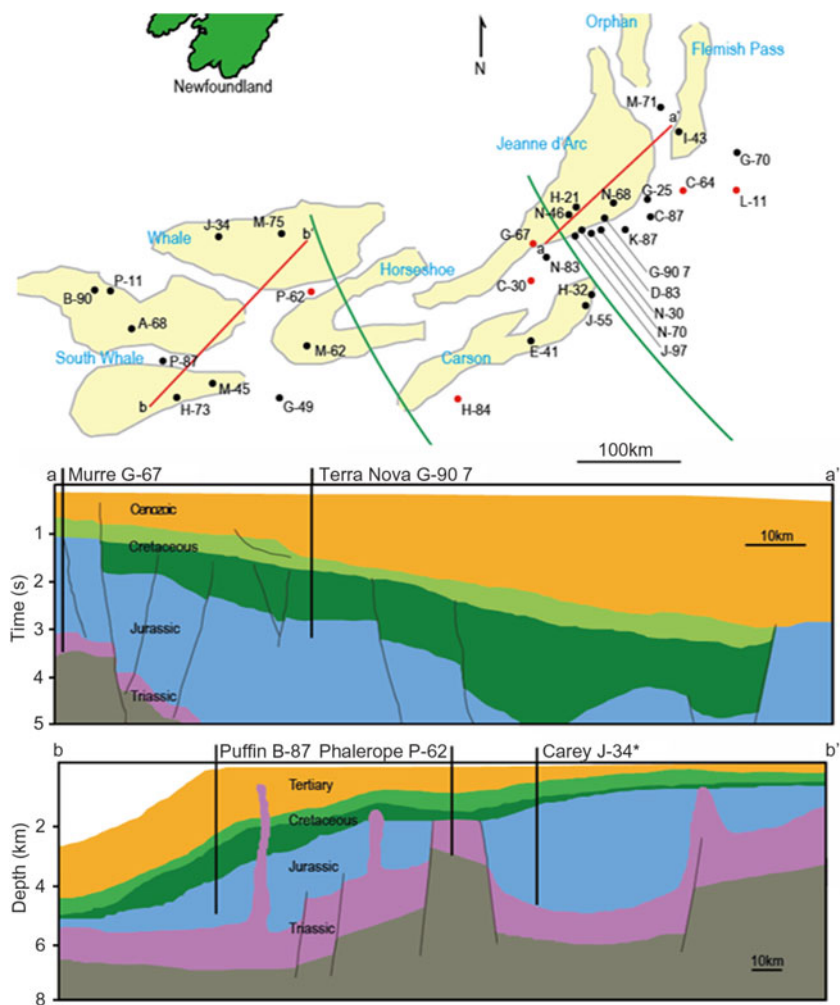 Orphan
Flemish Pass
Newfoundland
N
M-71
a'
I-43
Jeanne d'Arc
G-70
H-21
N-68
G-25
C-64
N-46
L-11
C-87
J-34
M-75
Whale
b'
G-67
a
K-87
N-83
G-90 7
Horseshoe
D-83
P-11
B-90
P-62
C-30
H-32
N-30
A-68
J-55
N-70
M-62
E-41
J-97
South Whale
P-87
Carson
M-45
b
H-73
G-49
H-84
100km
a
Murre G-67
Terra Nova G-90 7
a'
Cenozoic
10km
1
Cretaceous
2
Time (s)
3
Jurassic
4
Triassic
5
b
Puffin B-87 Phalerope P-62
Carey J-34*
b'
Tertiary
2
Cretaceous
Depth (km)
Jurassic
4
Triassic
6
10km
8